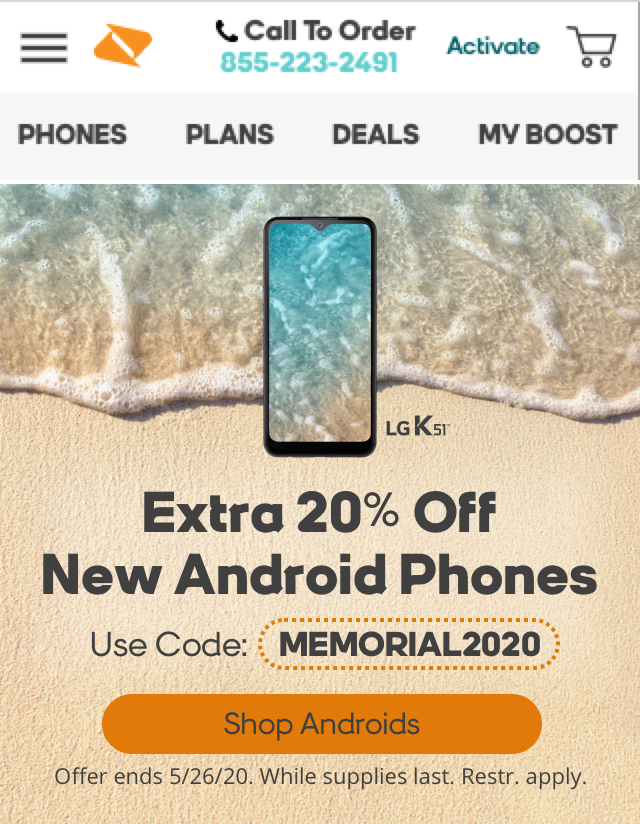 Call To Order
855-223-2491
Activate
PHONES PLANS DEALS MY BOOST
LG K51
Extra 20% Off
New Android Phones
Use Code: MEMORIAL2020
Shop Androids
Offer ends 5/26/20. While supplies last. Restr. apply.